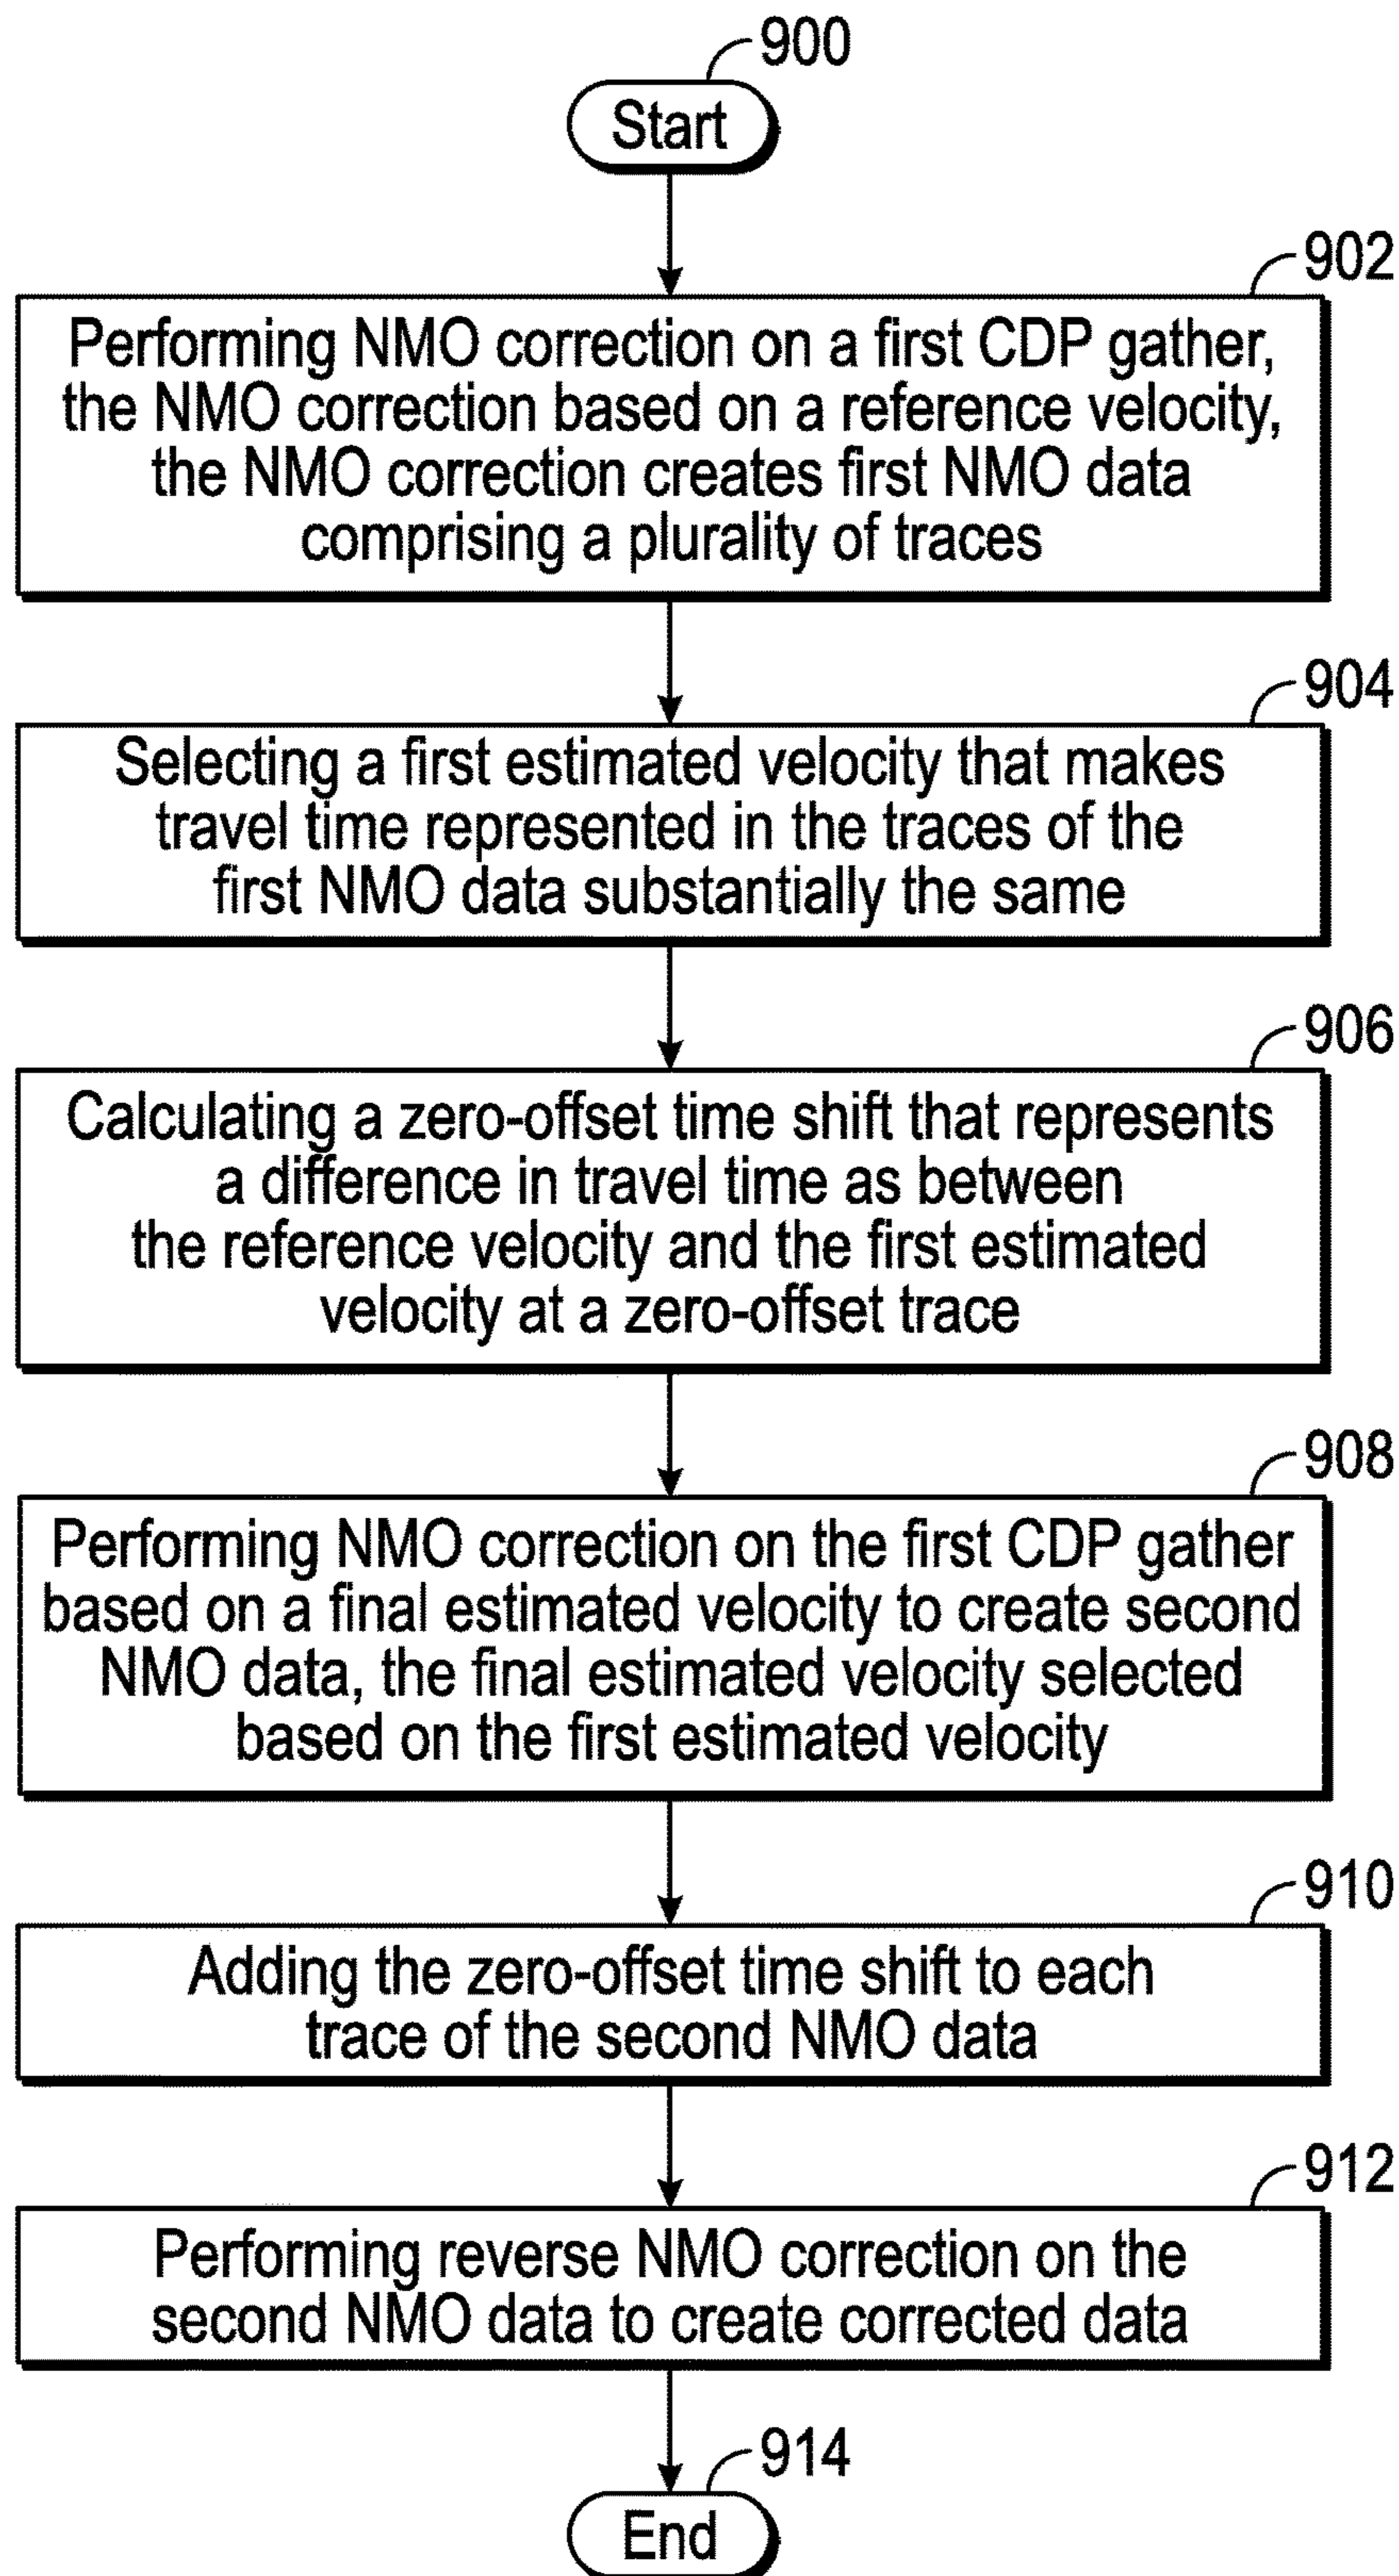 900
Start
902
Performing NMO correction on a first CDP gather,
the NMO correction based on a reference velocity,
the NMO correction creates first NMO data
comprising a plurality of traces
904
Selecting a first estimated velocity that makes
travel time represented in the traces of the
first NMO data substantially the same
906
Calculating a zero-offset time shift that represents
a difference in travel time as between
the reference velocity and the first estimated
velocity at a zero-offset trace
908
Performing NMO correction on the first CDP gather
based on a final estimated velocity to create second
NMO data, the final estimated velocity selected
based on the first estimated velocity
910
Adding the zero-offset time shift to each
trace of the second NMO data
912
Performing reverse NMO correction on the
second NMO data to create corrected data
914
End